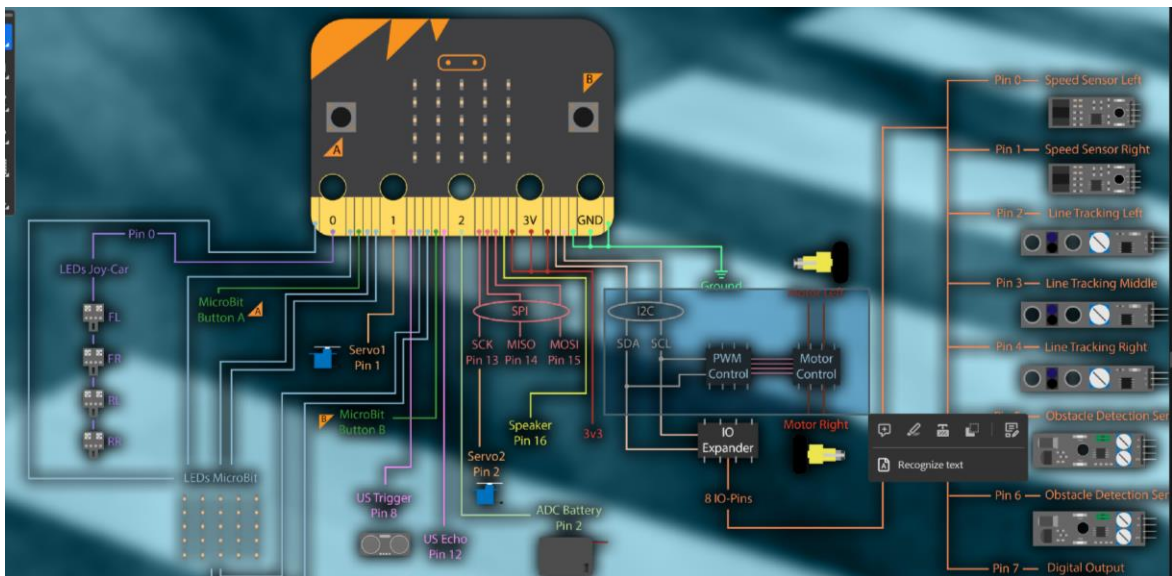 A
B
0
1
2
3V
GND
Pin 0
LEDs Joy-Car
FL
FR
RL
RR
MicroBit
Button A
A
Servo1
Pin 1
B
MicroBit
Button B
LEDs MicroBit
US Trigger
Pin 8
US Echo
Pin 12
SPI
SCK
Pin 13
MISO
Pin 14
MOSI
Pin 15
Servo2
Pin 2
Speaker
Pin 16
3v3
ADC Battery
Pin 2
1
Ground
I2C
SDA
SCL
PWM
Control
Motor
Control
Motor Right
IO
Expander
8 IO-Pins
Recognize text
Pin 0
Speed Sensor Left
Pin 1
Speed Sensor Right
Pin 2
Line Tracking Left
Pin 3
Line Tracking Middle
Pin 4
Line Tracking Right
Obstacle Detection Ser
Pin 6
Obstacle Detection Ser
Pin 7
Digital Output